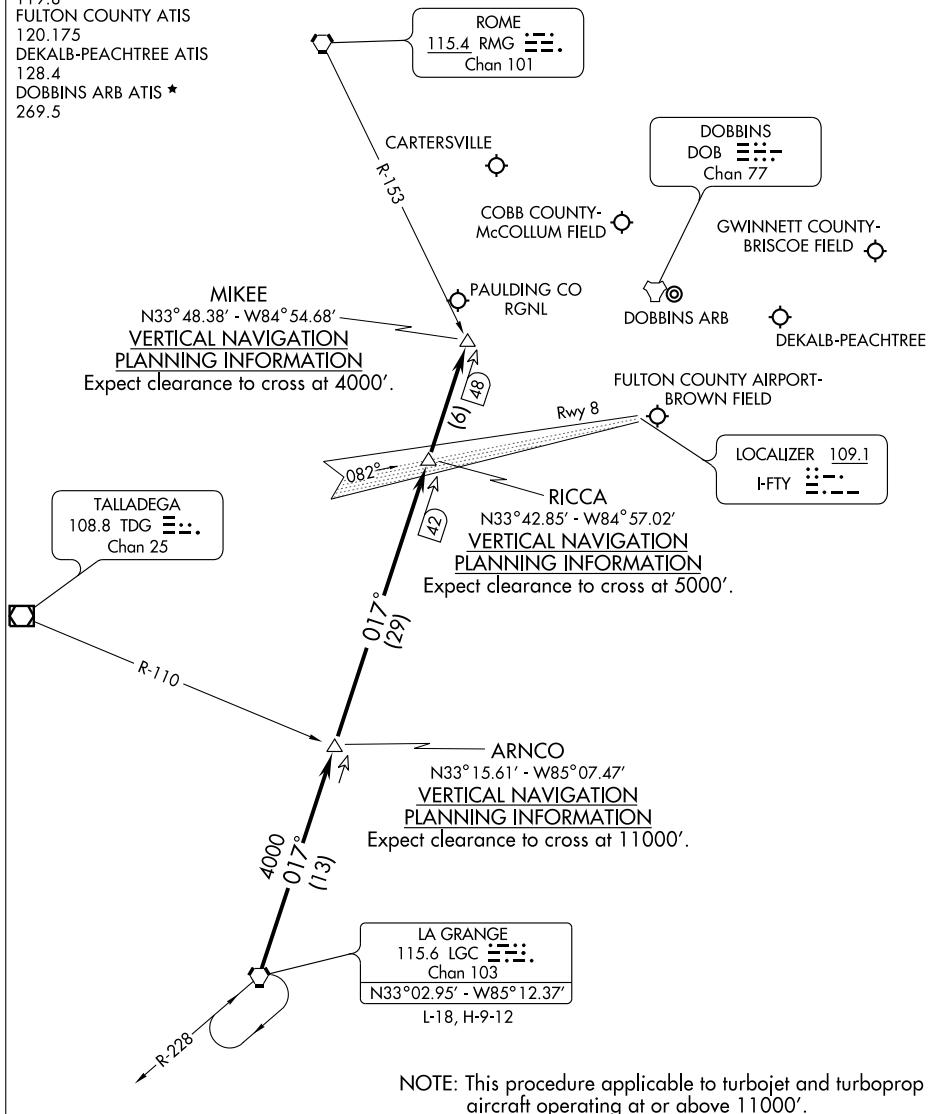 FULTON COUNTY ATIS
120.175
DEKALB-PEACHTREE ATIS
128.4
DOBBINS ARB ATIS ★
269.5
ROME
115.4 RMG
Chan 101
R-153
CARTERSVILLE
DOBBINS
DOB
Chan 77
COBB COUNTY-
McCOLLUM FIELD
GWINNETT COUNTY-
BRISCOE FIELD
PAULDING CO
RGNL
DOBBINS ARB
DEKALB-PEACHTREE
MIKEE
N33°48.38' - W84°54.68'
VERTICAL NAVIGATION
PLANNING INFORMATION
Expect clearance to cross at 4000'.
(6)
48
FULTON COUNTY AIRPORT-
BROWN FIELD
Rwy 8
082°
LOCALIZER 109.1
I-FTY
RICCA
N33°42.85' - W84°57.02'
VERTICAL NAVIGATION
PLANNING INFORMATION
Expect clearance to cross at 5000'.
42
TALLADEGA
108.8 TDG
Chan 25
017°
(29)
R-110
ARNCO
N33°15.61' - W85°07.47'
VERTICAL NAVIGATION
PLANNING INFORMATION
Expect clearance to cross at 11000'.
4000
017°
(13)
LA GRANGE
115.6 LGC
Chan 103
N33°02.95' - W85°12.37'
L-18, H-9-12
R-228
NOTE: This procedure applicable to turbojet and turboprop
aircraft operating at or above 11000'.